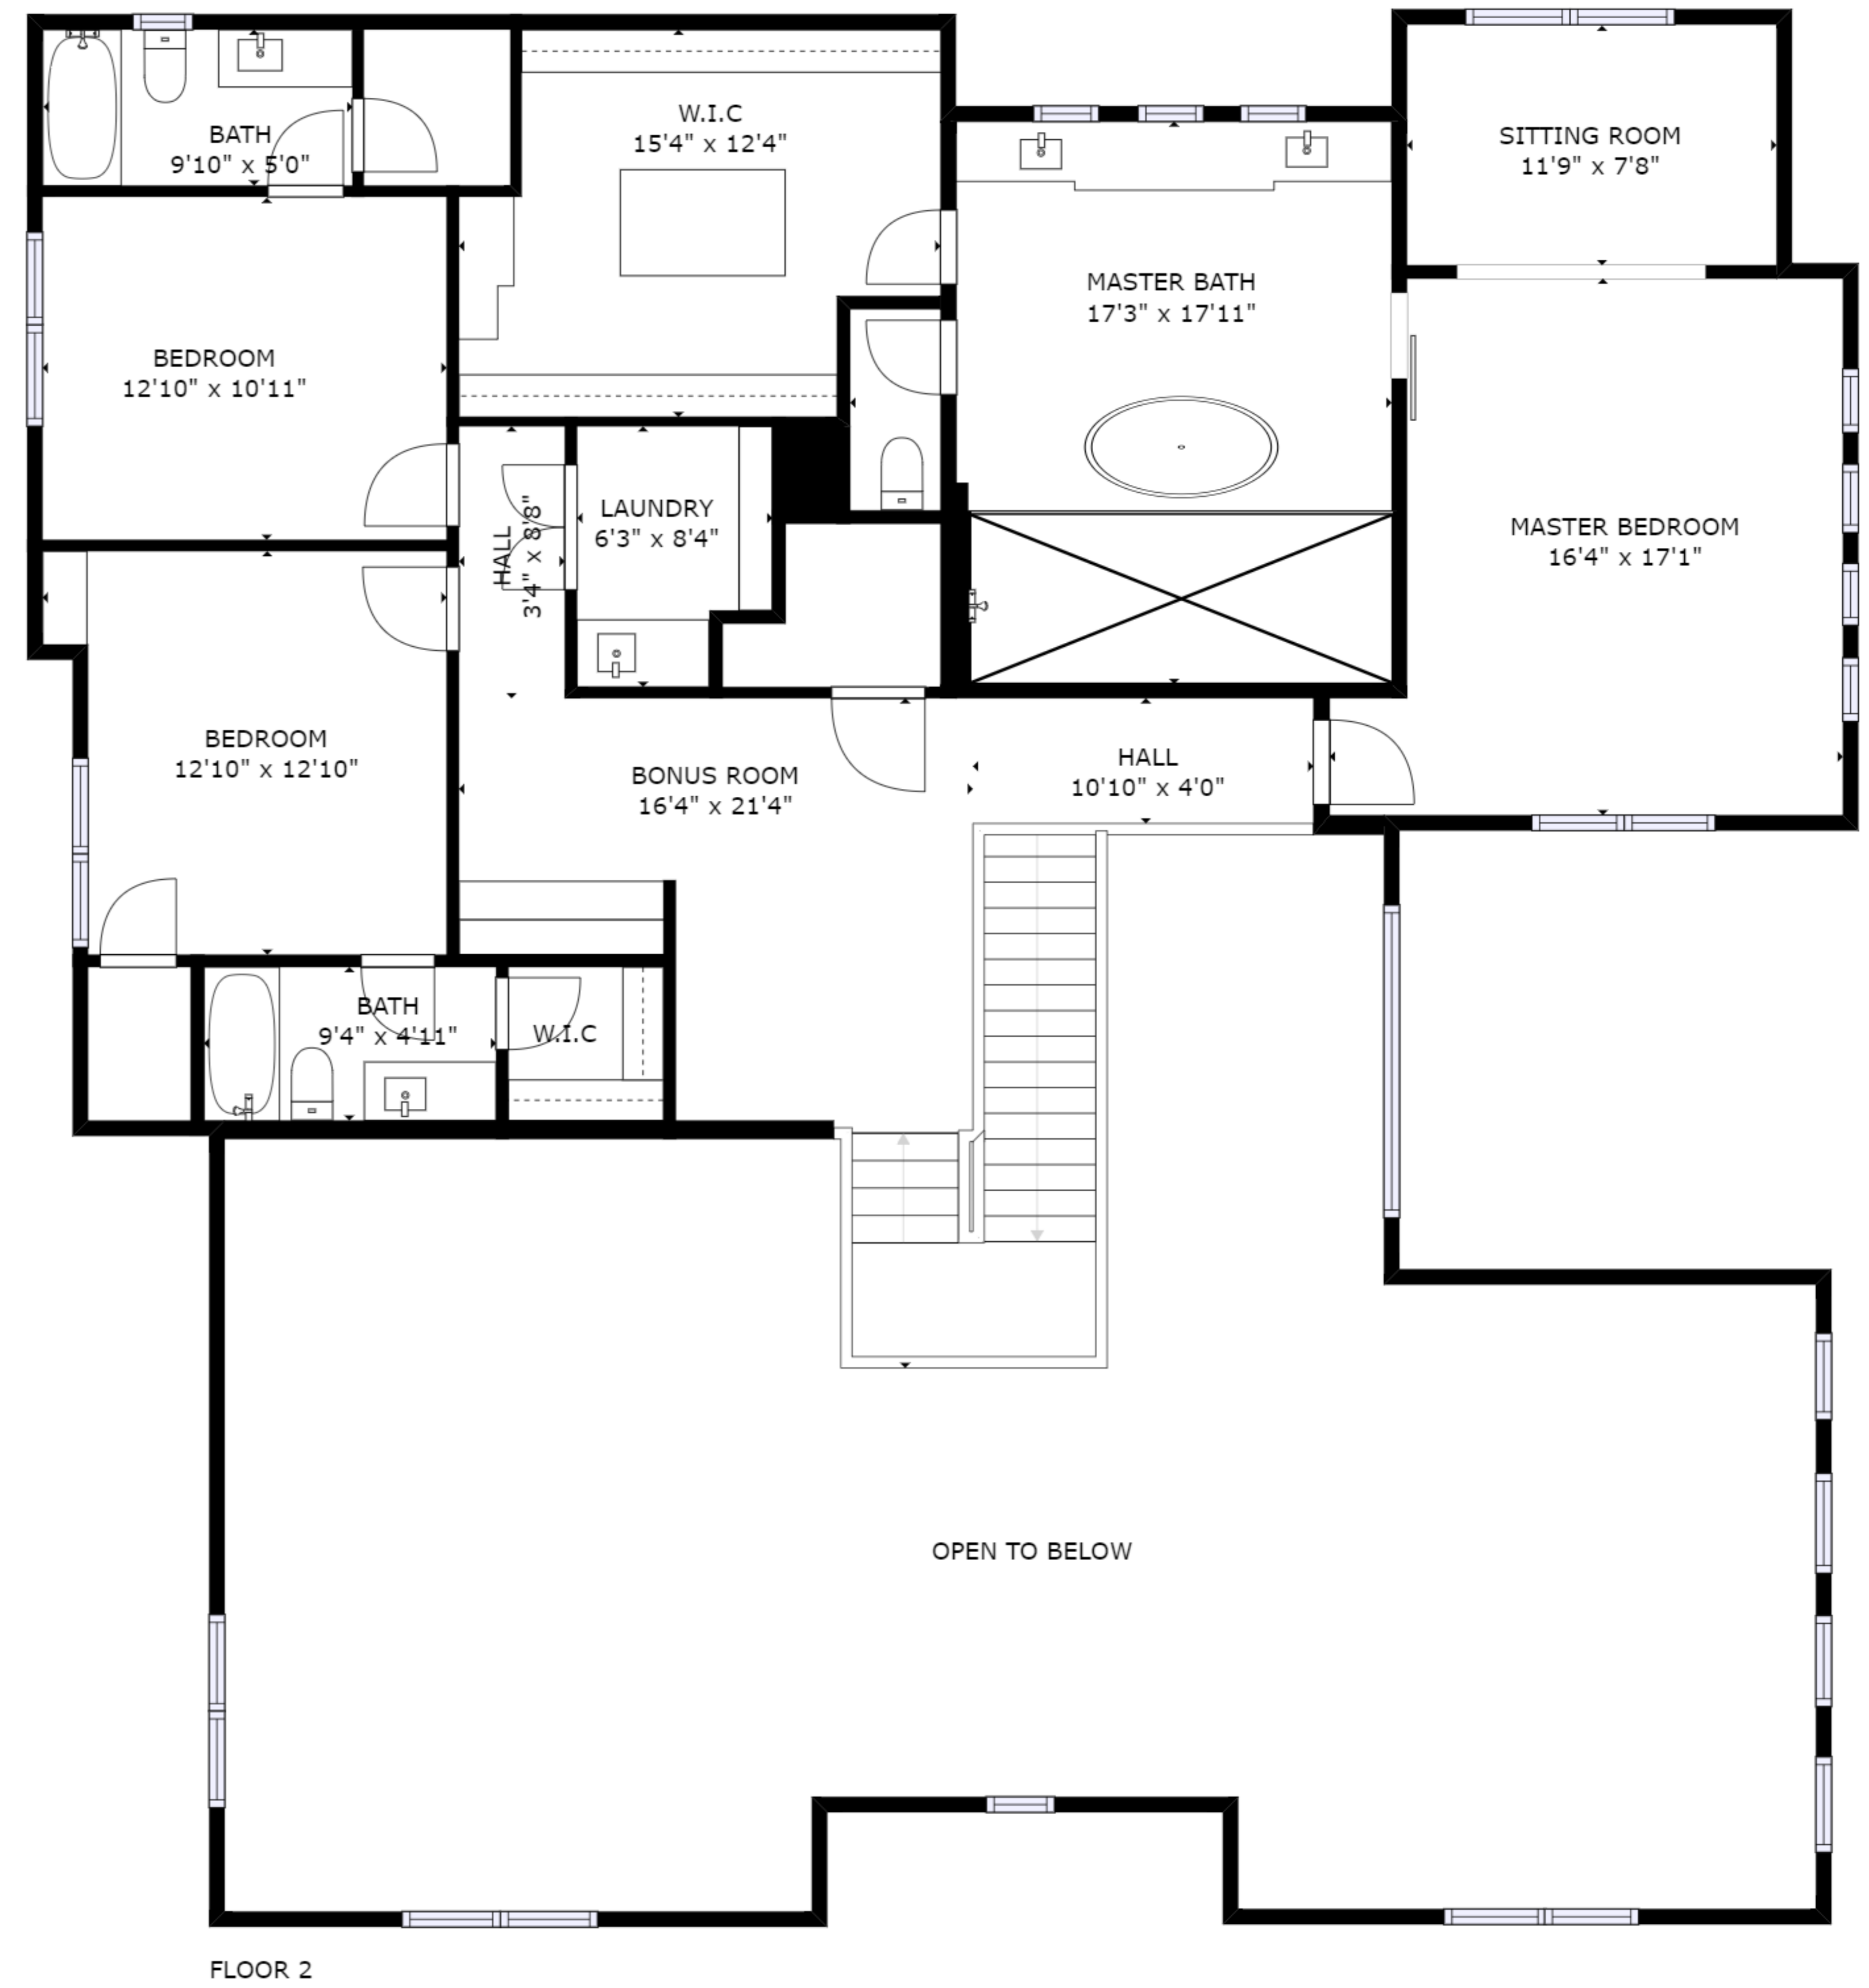 BATH
9'10" x 5'0"
W.I.C
15'4" x 12'4"
SITTING ROOM
11'9" x 7'8"
MASTER BATH
17'3" x 17'11"
BEDROOM
12'10" x 10'11"
HALL
3'4" x 8'8"
LAUNDRY
6'3" x 8'4"
MASTER BEDROOM
16'4" x 17'1"
BEDROOM
12'10" x 12'10"
BONUS ROOM
16'4" x 21'4"
HALL
10'10" x 4'0"
BATH
9'4" x 4'11"
W.I.C
OPEN TO BELOW
FLOOR 2